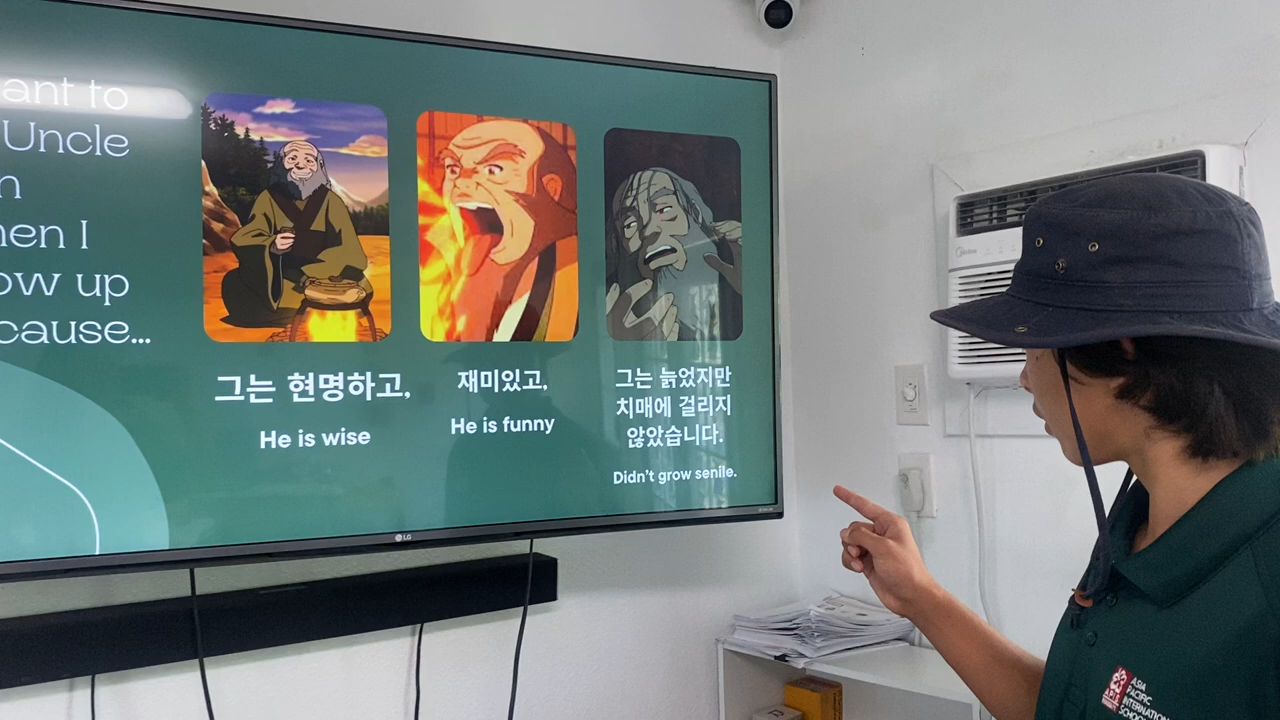 ant to
Uncle
n
hen I
ow up
cause...
그는 현명하고,
He is wise
재미있고,
He is funny
그는 늙었지만
치매에 걸리지
않았습니다.
Didn't grow senile.
LG
Midea
ASIA
PACIFIC
INTERNATIONAL
SCHOOL